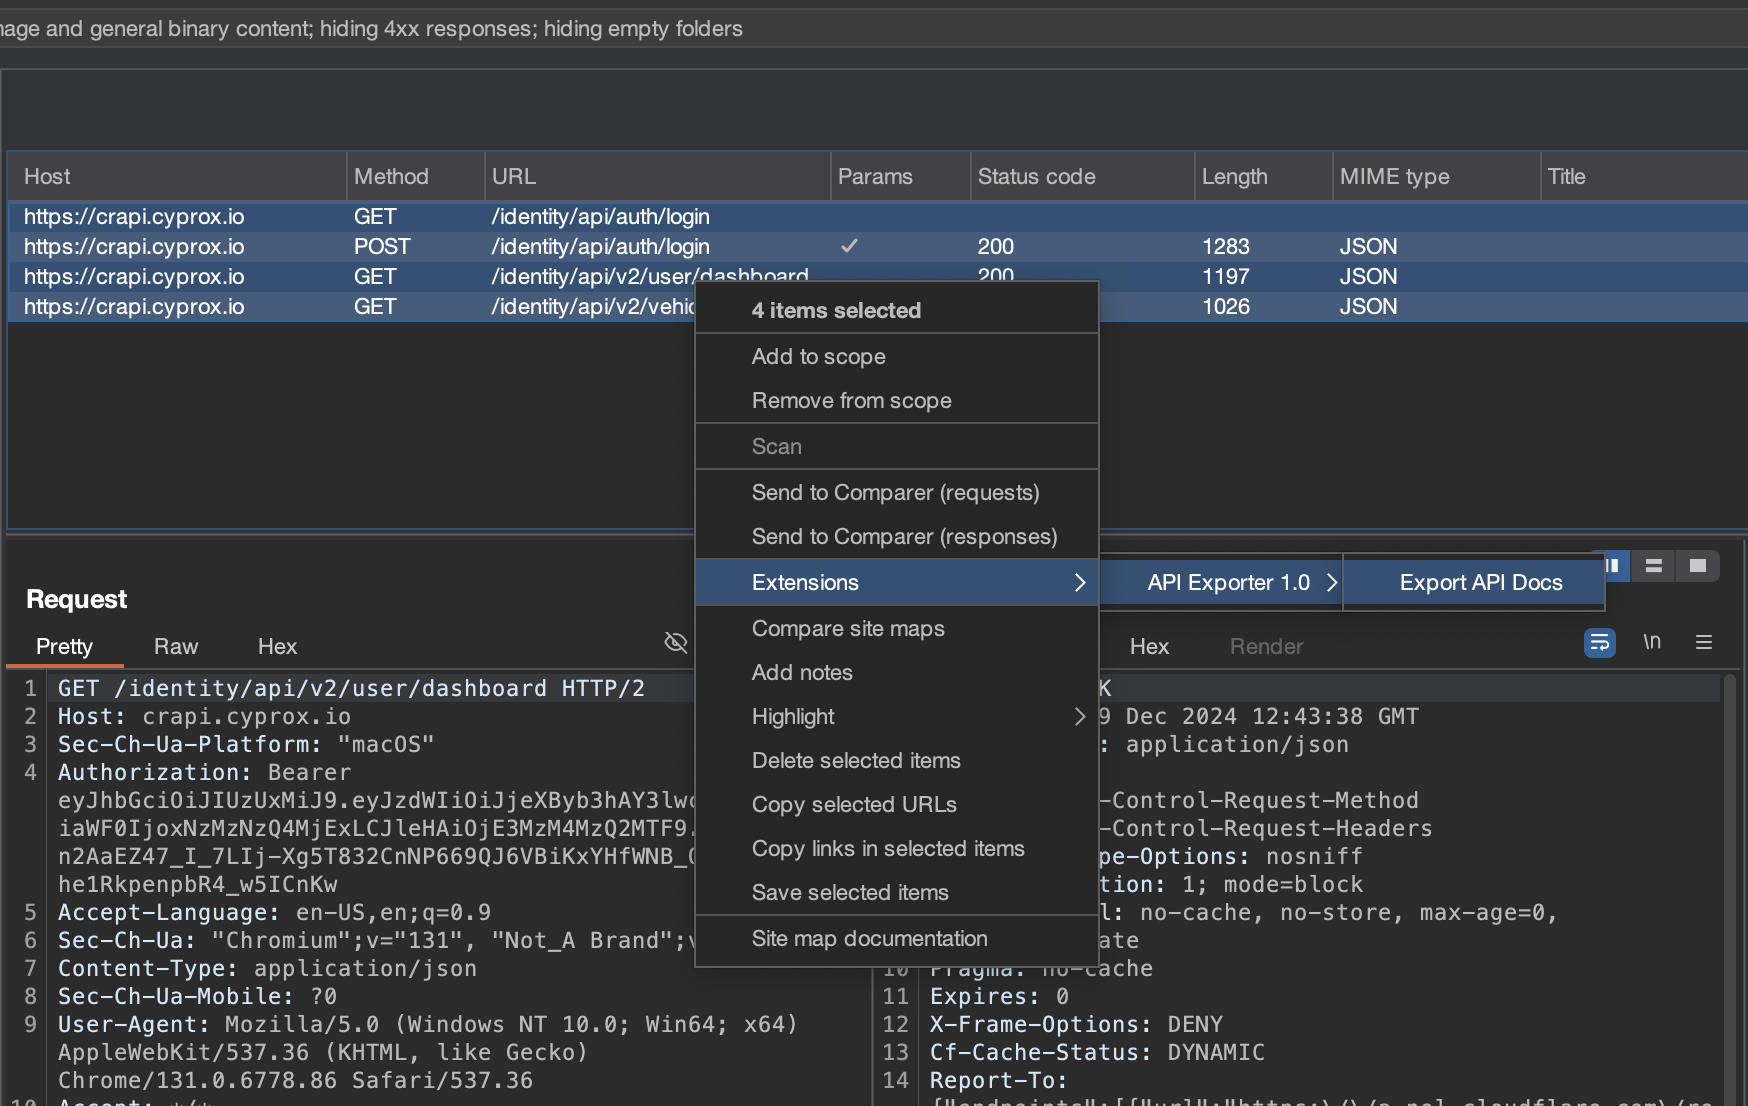 and general binary content; hiding 4xx responses; hiding empty folders
Host Method URL Params Status code Length MIME type Title
https://crapi.cyprox.io GET /identity/api/auth/login
https://crapi.cyprox.io POST /identity/api/auth/login ✓ 200 1283 JSON
https://crapi.cyprox.io GET /identity/api/v2/user/dashboard 200 1197 JSON
https://crapi.cyprox.io GET /identity/api/v2/vehic 1026 JSON
4 items selected
Add to scope
Remove from scope
Scan
Send to Comparer (requests)
Send to Comparer (responses)
Extensions
API Exporter 1.0
Export API Docs
Compare site maps
Add notes
Highlight
Delete selected items
Copy selected URLs
Copy links in selected items
Save selected items
Site map documentation
Request
Pretty Raw Hex
1 GET /identity/api/v2/user/dashboard HTTP/2
2 Host: crapi.cyprox.io
3 Sec-Ch-Ua-Platform: "macOS"
4 Authorization: Bearer
eyJhbGciOiJIUzUxMiJ9.eyJzdWIiOiJjeXByb3hAY3lw
iaWF0IjoxNzMzNzQ4MjExLCJleHAiOjE3MzM4MzQ2MTF9.
n2AaEZ47_I_7LIj-Xg5T832CnNP669QJ6VBiKxYHfWNB_
he1RkpenpbR4_w5ICnKw
5 Accept-Language: en-US,en;q=0.9
6 Sec-Ch-Ua: "Chromium";v="131", "Not_A Brand";v
7 Content-Type: application/json
8 Sec-Ch-Ua-Mobile: ?0
9 User-Agent: Mozilla/5.0 (Windows NT 10.0; Win64; x64)
AppleWebKit/537.36 (KHTML, like Gecko)
Chrome/131.0.6778.86 Safari/537.36
10 Accept: */*
Hex Render \n
K
9 Dec 2024 12:43:38 GMT
: application/json
-Control-Request-Method
-Control-Request-Headers
pe-Options: nosniff
tion: 1; mode=block
l: no-cache, no-store, max-age=0,
ate
10 Pragma: no-cache
11 Expires: 0
12 X-Frame-Options: DENY
13 Cf-Cache-Status: DYNAMIC
14 Report-To:
{"endpoints":[{"url":"https:\/\/a.nel.cloudflare.com\/re